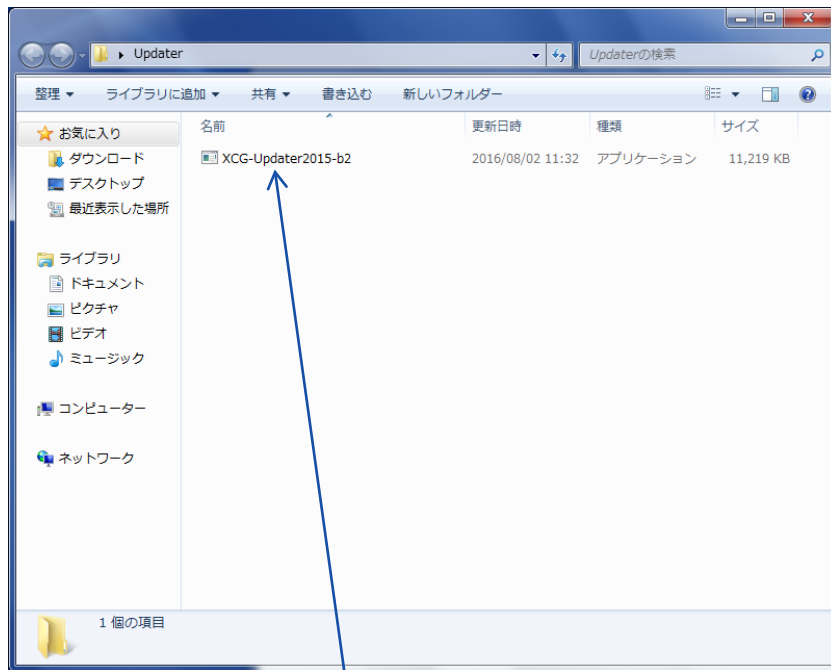 Updater
Updaterの検索
整理 ライブラリに追加 共有 書き込む 新しいフォルダー
お気に入り
ダウンロード
デスクトップ
最近表示した場所
ライブラリ
ドキュメント
ピクチャ
ビデオ
ミュージック
コンピューター
ネットワーク
名前 更新日時 種類 サイズ
XCG-Updater2015-b2 2016/08/02 11:32 アプリケーション 11,219 KB
1 個の項目